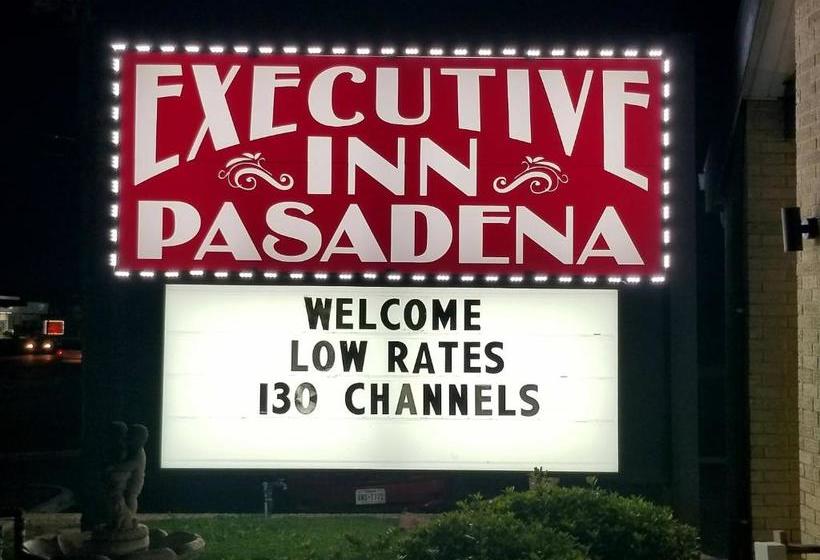 EXECUTIVE
INN
PASADENA
WELCOME
LOW RATES
130 CHANNELS